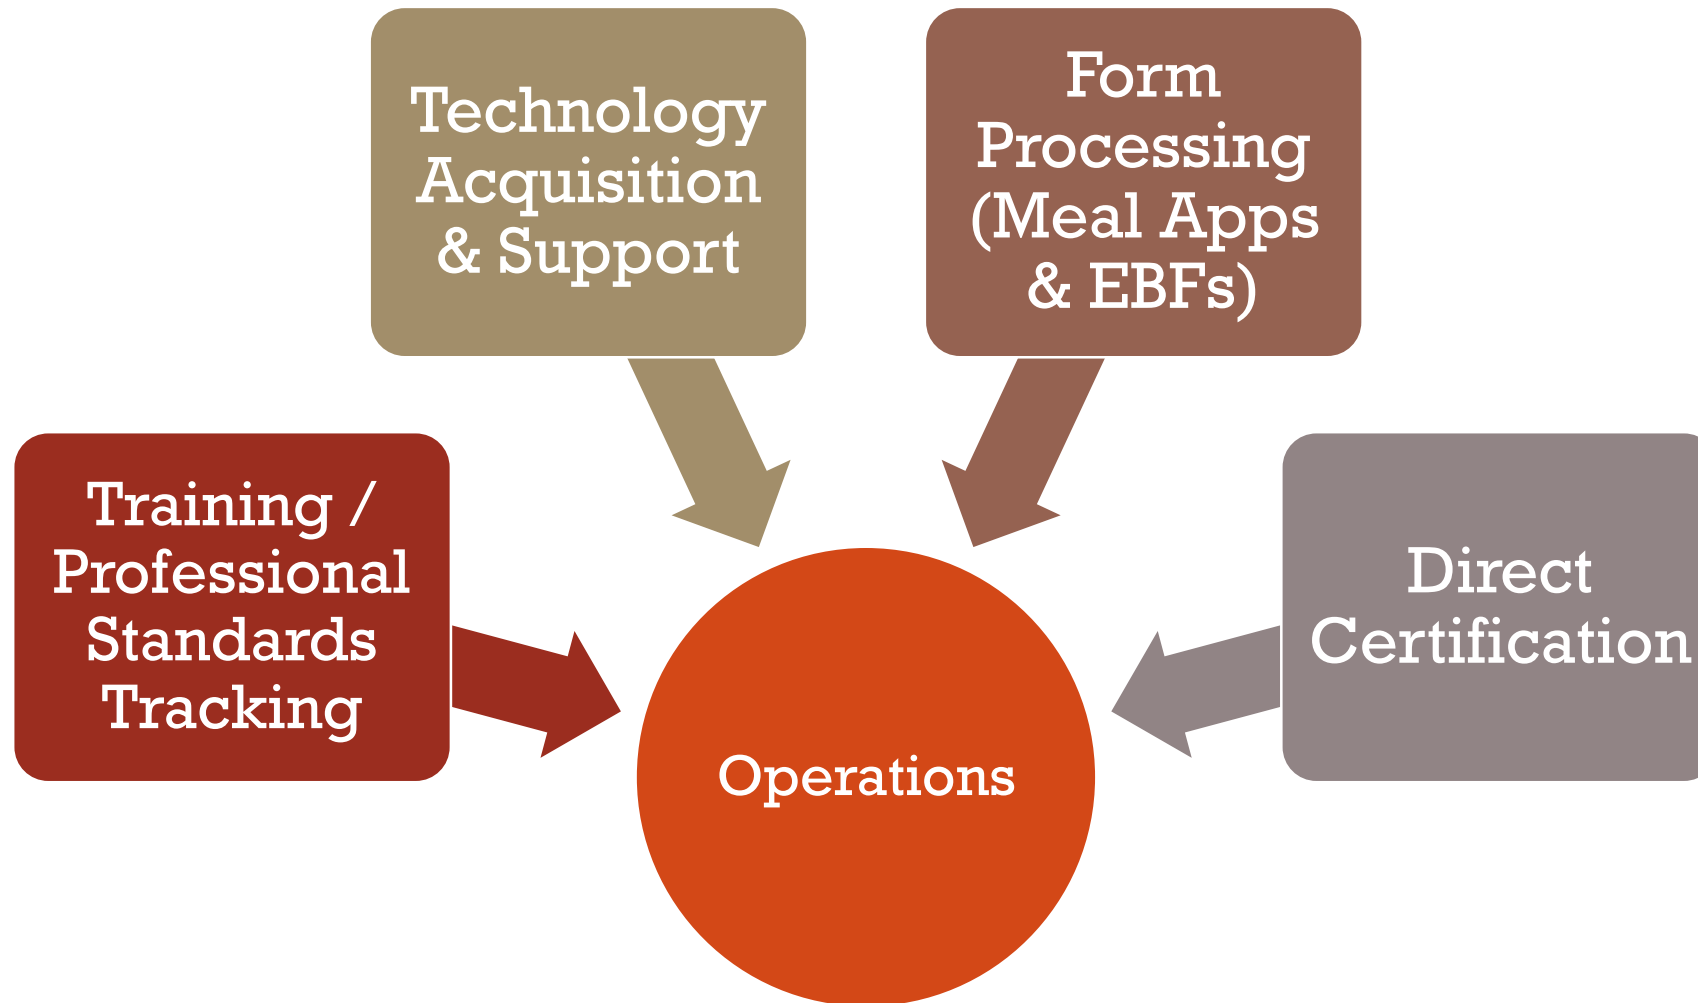 Technology
Acquisition
& Support
Form
Processing
(Meal Apps
& EBFs)
Training /
Professional
Standards
Tracking
Direct
Certification
Operations